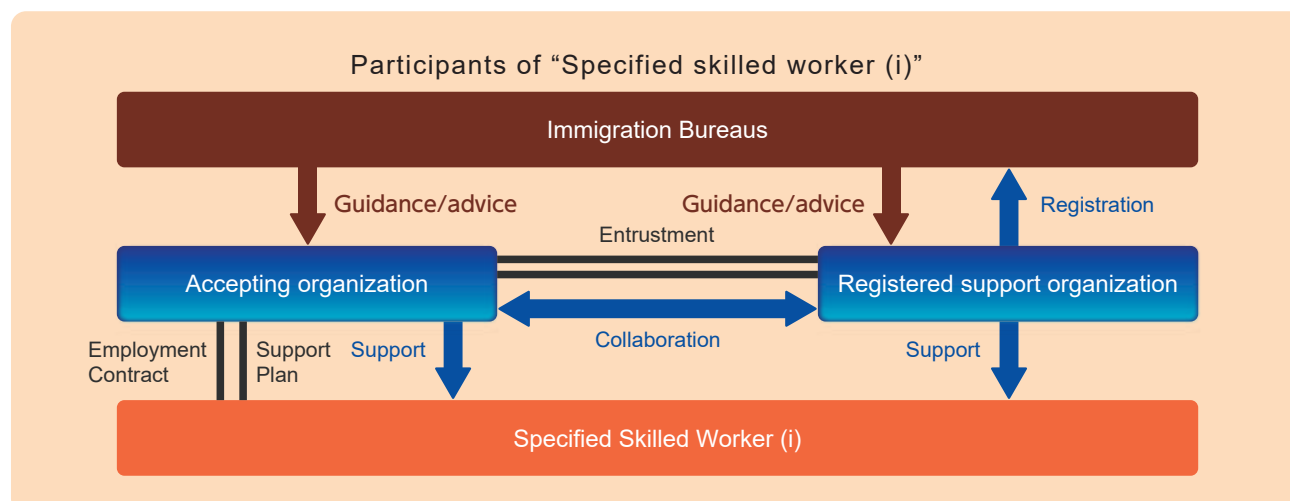 Participants of “Specified skilled worker (i)”
Immigration Bureaus
Guidance/advice
Guidance/advice
Registration
Entrustment
Accepting organization
Registered support organization
Collaboration
Employment
Contract
Support
Plan
Support
Support
Specified Skilled Worker (i)